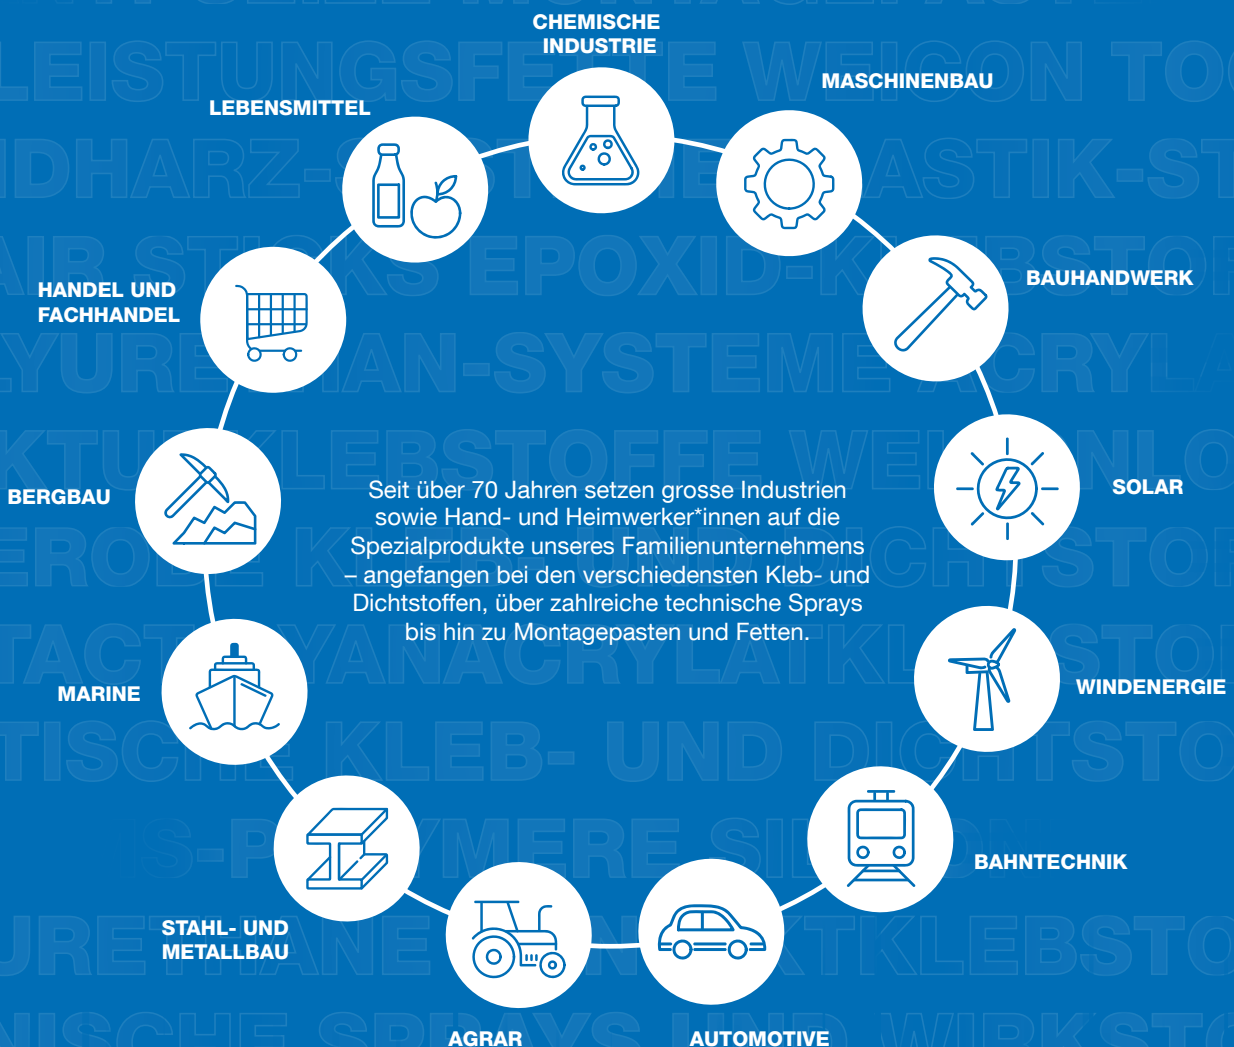 CHEMISCHE
INDUSTRIE
MASCHINENBAU
LEBENSMITTEL
BAUHANDWERK
HANDEL UND
FACHHANDEL
SOLAR
BERGBAU
Seit über 70 Jahren setzen grosse Industrien
sowie Hand- und Heimwerker*innen auf die
Spezialprodukte unseres Familienunternehmens
– angefangen bei den verschiedensten Kleb- und
Dichtstoffen, über zahlreiche technische Sprays
bis hin zu Montagepasten und Fetten.
WINDENERGIE
MARINE
BAHNTECHNIK
STAHL- UND
METALLBAU
AGRAR
AUTOMOTIVE